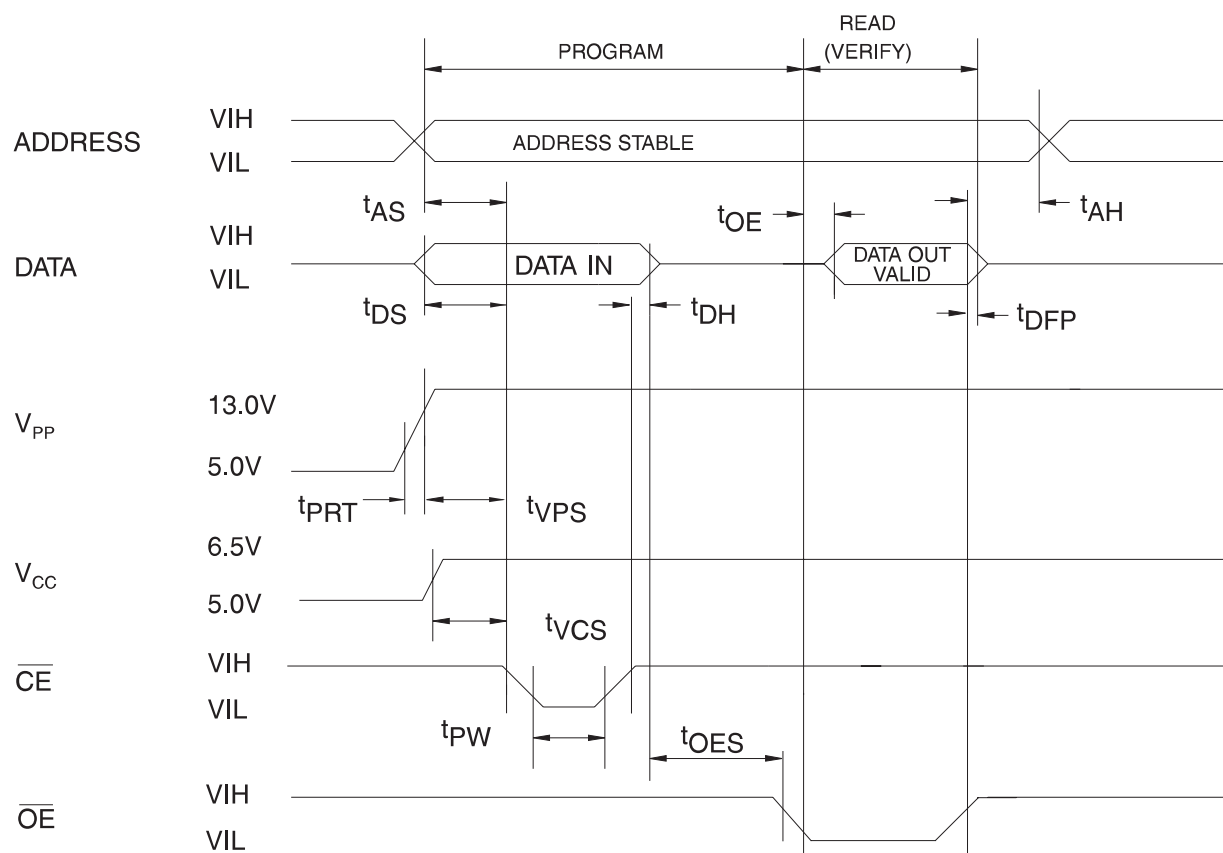 READ
PROGRAM (VERIFY)
VIH
ADDRESS ADDRESS STABLE
VIL
tAS tOE tAH
VIH
DATA DATA IN DATA OUT VALID
VIL
tDS tDH tDFP
13.0V
VPP
5.0V
tPRT tVPS
6.5V
VCC
5.0V
tVCS
VIH
CE
VIL
tPW tOES
VIH
OE
VIL